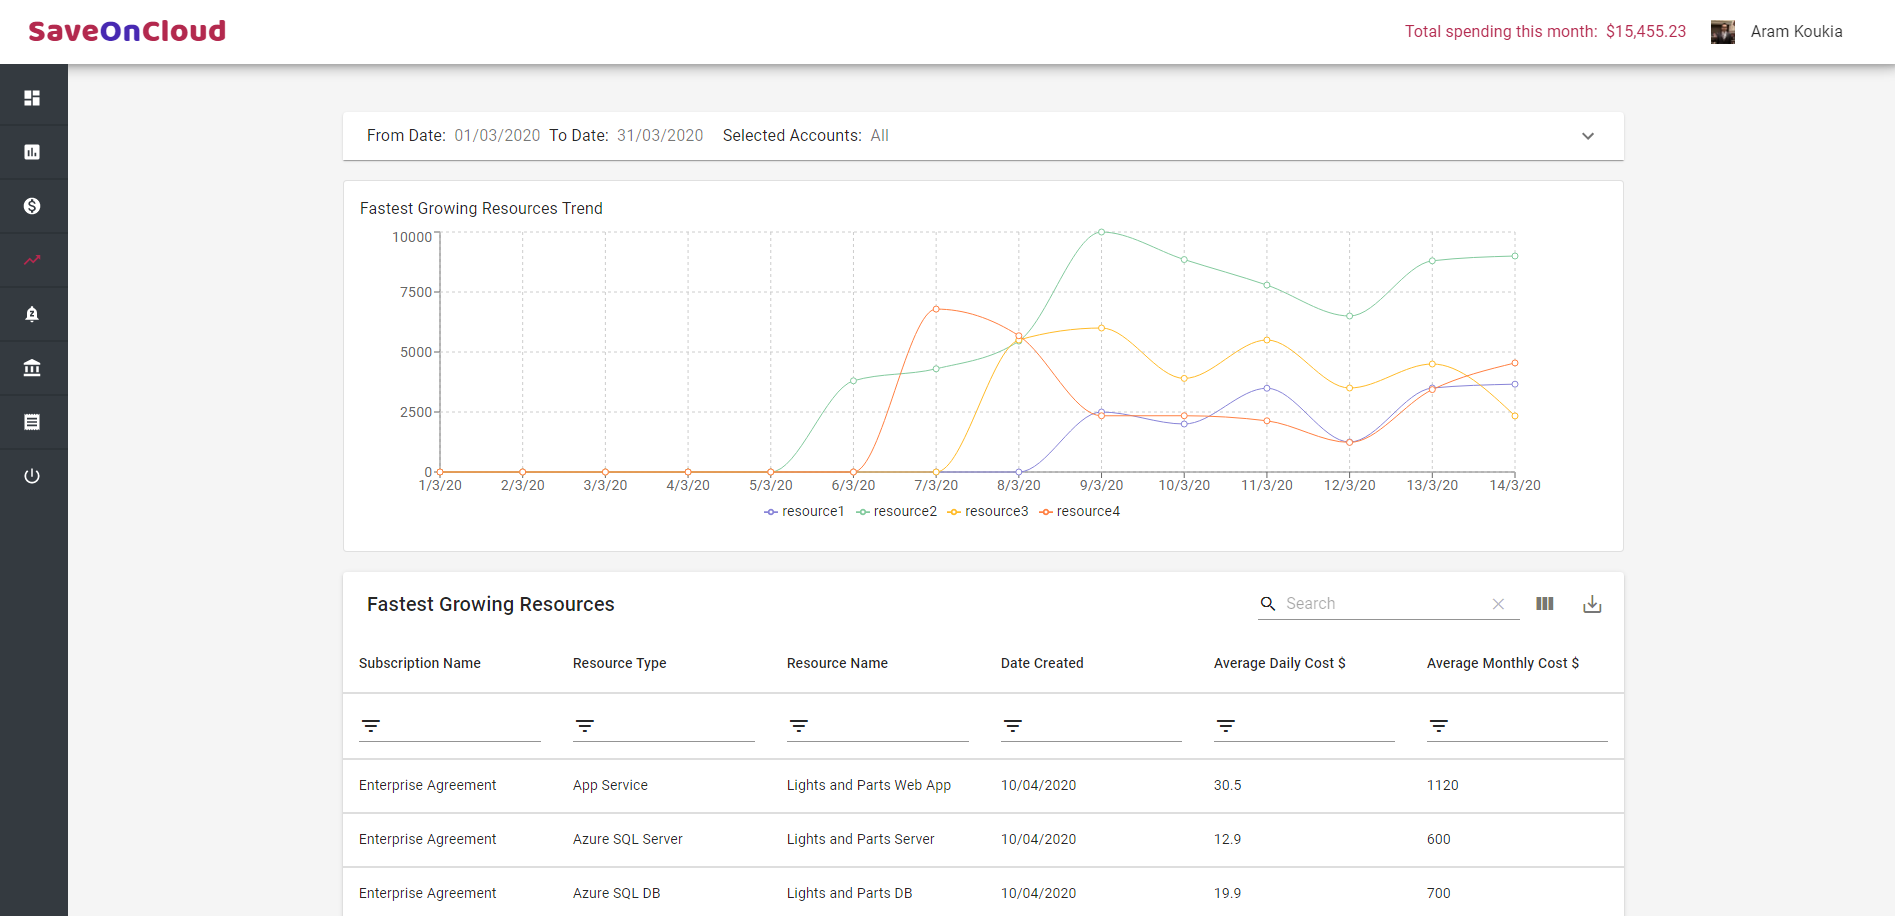 SaveOnCloud
Total spending this month: $15,455.23
Aram Koukia
From Date: 01/03/2020 To Date: 31/03/2020 Selected Accounts: All
Fastest Growing Resources Trend
10000
7500
5000
2500
0
1/3/20 2/3/20 3/3/20 4/3/20 5/3/20 6/3/20 7/3/20 8/3/20 9/3/20 10/3/20 11/3/20 12/3/20 13/3/20 14/3/20
resource1 resource2 resource3 resource4
Fastest Growing Resources
Search
Subscription Name Resource Type Resource Name Date Created Average Daily Cost $ Average Monthly Cost $
Enterprise Agreement App Service Lights and Parts Web App 10/04/2020 30.5 1120
Enterprise Agreement Azure SQL Server Lights and Parts Server 10/04/2020 12.9 600
Enterprise Agreement Azure SQL DB Lights and Parts DB 10/04/2020 19.9 700